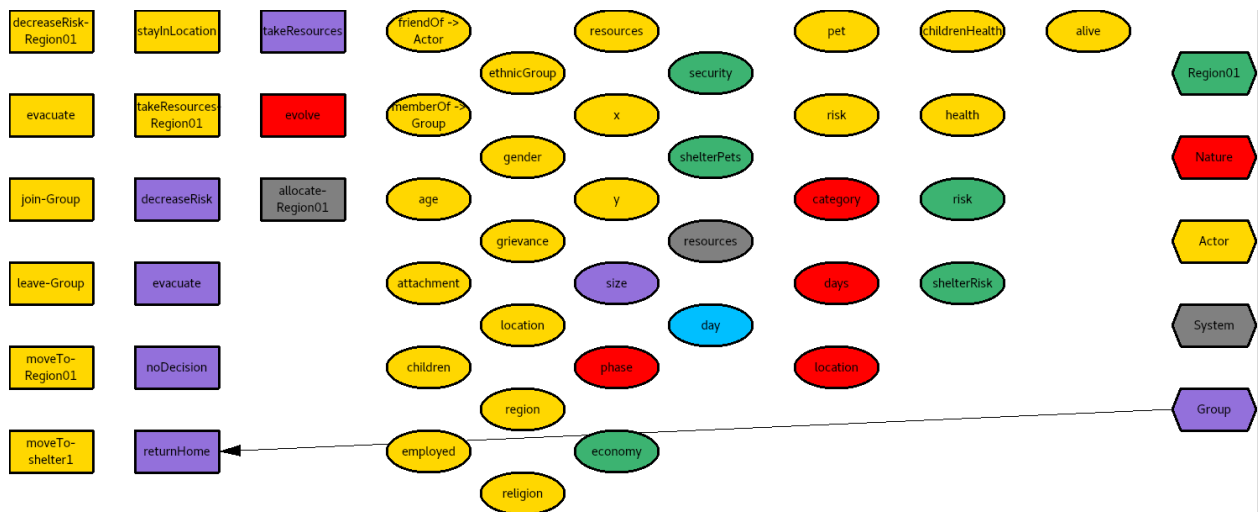 decreaseRisk-
Region01
stayInLocation
takeResources
friendOf ->
Actor
resources
pet
childrenHealth
alive
ethnicGroup
security
Region01
evacuate
takeResources-
Region01
evolve
memberOf ->
Group
x
risk
health
gender
shelterPets
Nature
join-Group
decreaseRisk
allocate-
Region01
age
y
category
risk
grievance
resources
Actor
leave-Group
evacuate
attachment
size
days
shelterRisk
location
day
System
moveTo-
Region01
noDecision
children
phase
location
region
Group
moveTo-
shelter1
returnHome
employed
economy
religion